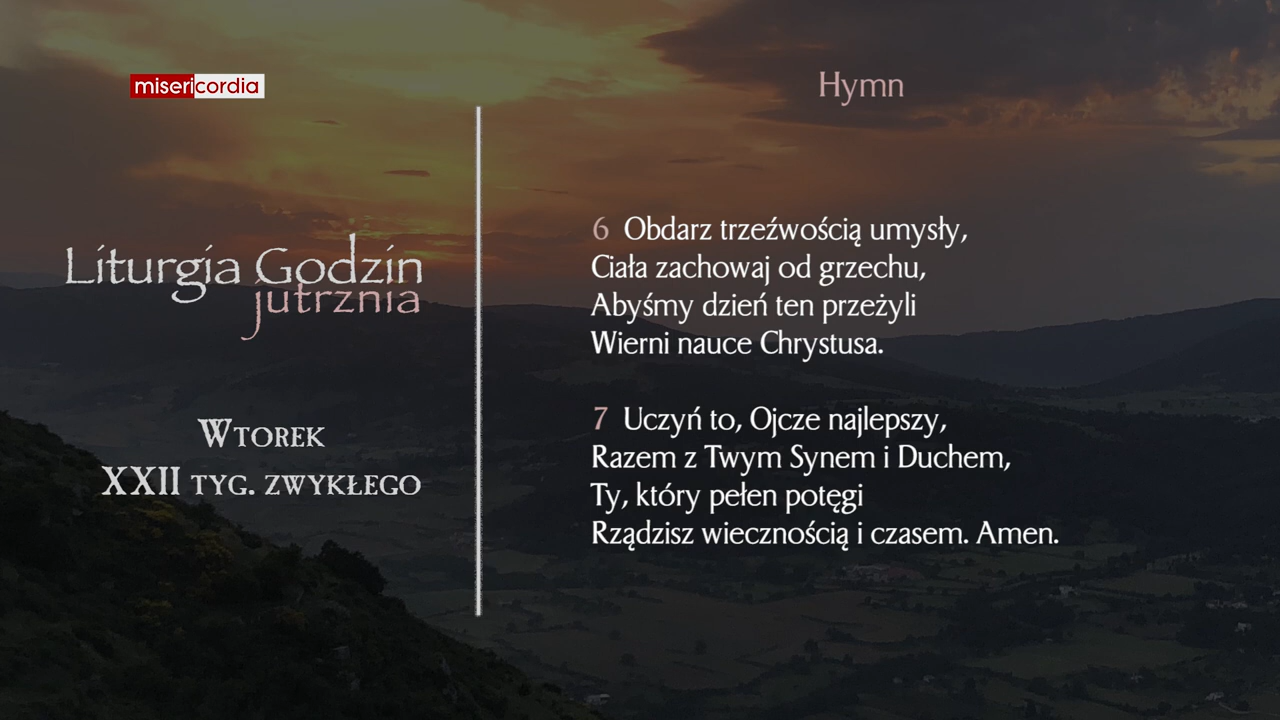 misericordia
Liturgia Godzin
jutrznia
Wtorek
XXII tyg. zwykłego
Hymn
6 Obdarz trzeźwością umysły,
Ciała zachowaj od grzechu,
Abyśmy dzień ten przeżyli
Wierni nauce Chrystusa.
7 Uczyń to, Ojcze najlepszy,
Razem z Twym Synem i Duchem,
Ty, który pełen potęgi
Rządzisz wiecznością i czasem. Amen.